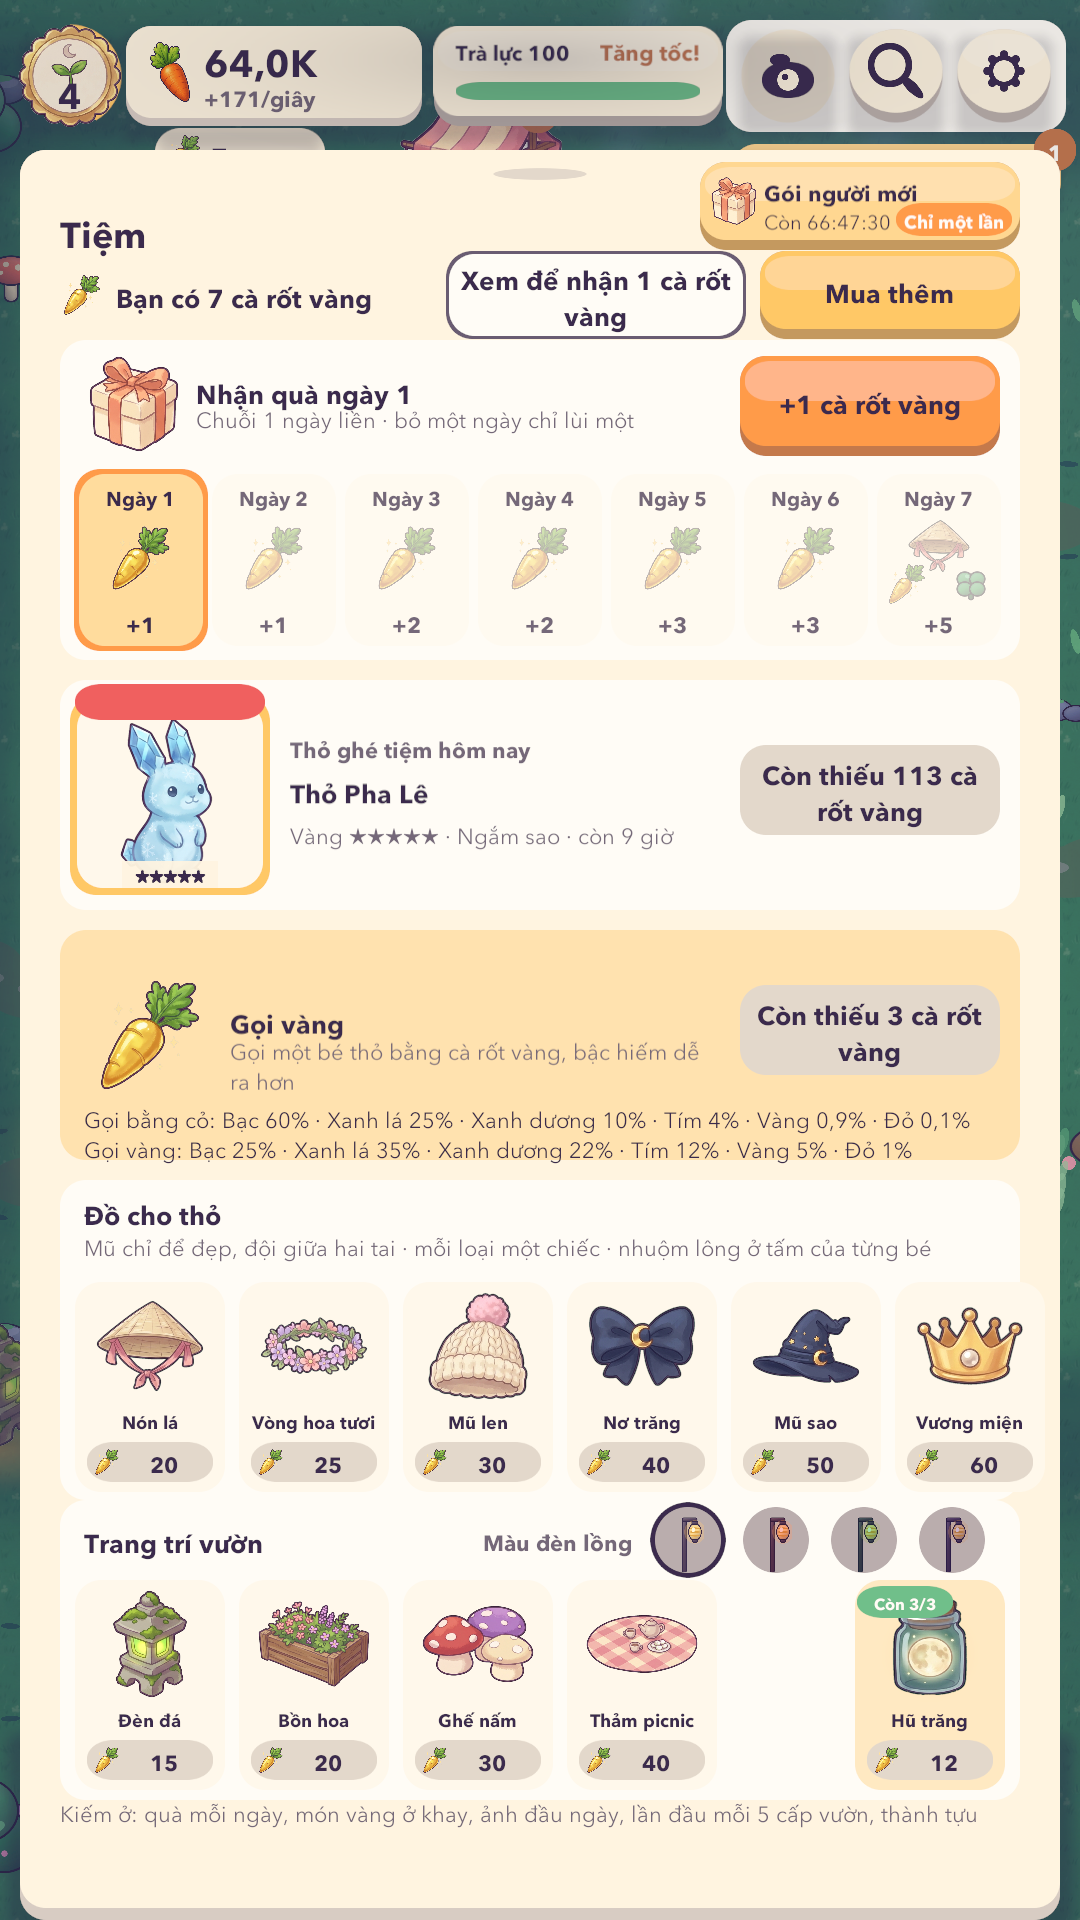 4
64,0K
+171/giây
Trà lực 100
Tăng tốc!
1
Gói người mới
Còn 66:47:30
Chỉ một lần
Tiệm
Bạn có 7 cà rốt vàng
Xem để nhận 1 cà rốt
vàng
Mua thêm
Nhận quà ngày 1
Chuỗi 1 ngày liền · bỏ một ngày chỉ lùi một
+1 cà rốt vàng
Ngày 1
Ngày 2
Ngày 3
Ngày 4
Ngày 5
Ngày 6
Ngày 7
+1
+1
+2
+2
+3
+3
+5
Thỏ ghé tiệm hôm nay
Thỏ Pha Lê
Vàng ★★★★★ · Ngắm sao · còn 9 giờ
★★★★★
Còn thiếu 113 cà
rốt vàng
Gọi vàng
Gọi một bé thỏ bằng cà rốt vàng, bậc hiếm dễ
ra hơn
Còn thiếu 3 cà rốt
vàng
Gọi bằng cỏ: Bạc 60% · Xanh lá 25% · Xanh dương 10% · Tím 4% · Vàng 0,9% · Đỏ 0,1%
Gọi vàng: Bạc 25% · Xanh lá 35% · Xanh dương 22% · Tím 12% · Vàng 5% · Đỏ 1%
Đồ cho thỏ
Mũ chỉ để đẹp, đội giữa hai tai · mỗi loại một chiếc · nhuộm lông ở tấm của từng bé
Nón lá
Vòng hoa tươi
Mũ len
Nơ trăng
Mũ sao
Vương miện
20
25
30
40
50
60
Trang trí vườn
Màu đèn lồng
Còn 3/3
Đèn đá
Bồn hoa
Ghế nấm
Thảm picnic
Hũ trăng
15
20
30
40
12
Kiếm ở: quà mỗi ngày, món vàng ở khay, ảnh đầu ngày, lần đầu mỗi 5 cấp vườn, thành tựu